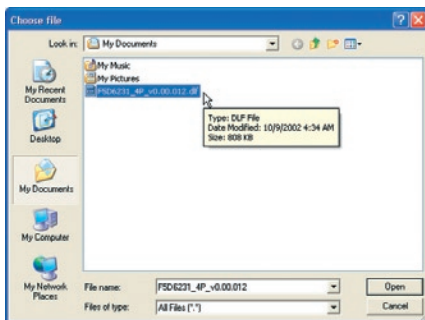 Choose file
Look in:
My Documents
My Recent
Documents
Desktop
My Documents
My Computer
My Network
Places
My Music
My Pictures
F5D6231_4P_v0.00.012.dlf
Type: DLF File
Date Modified: 10/9/2002 4:34 AM
Size: 808 KB
File name:
F5D6231_4P_v0.00.012
Open
Files of type:
All Files (*.*)
Cancel